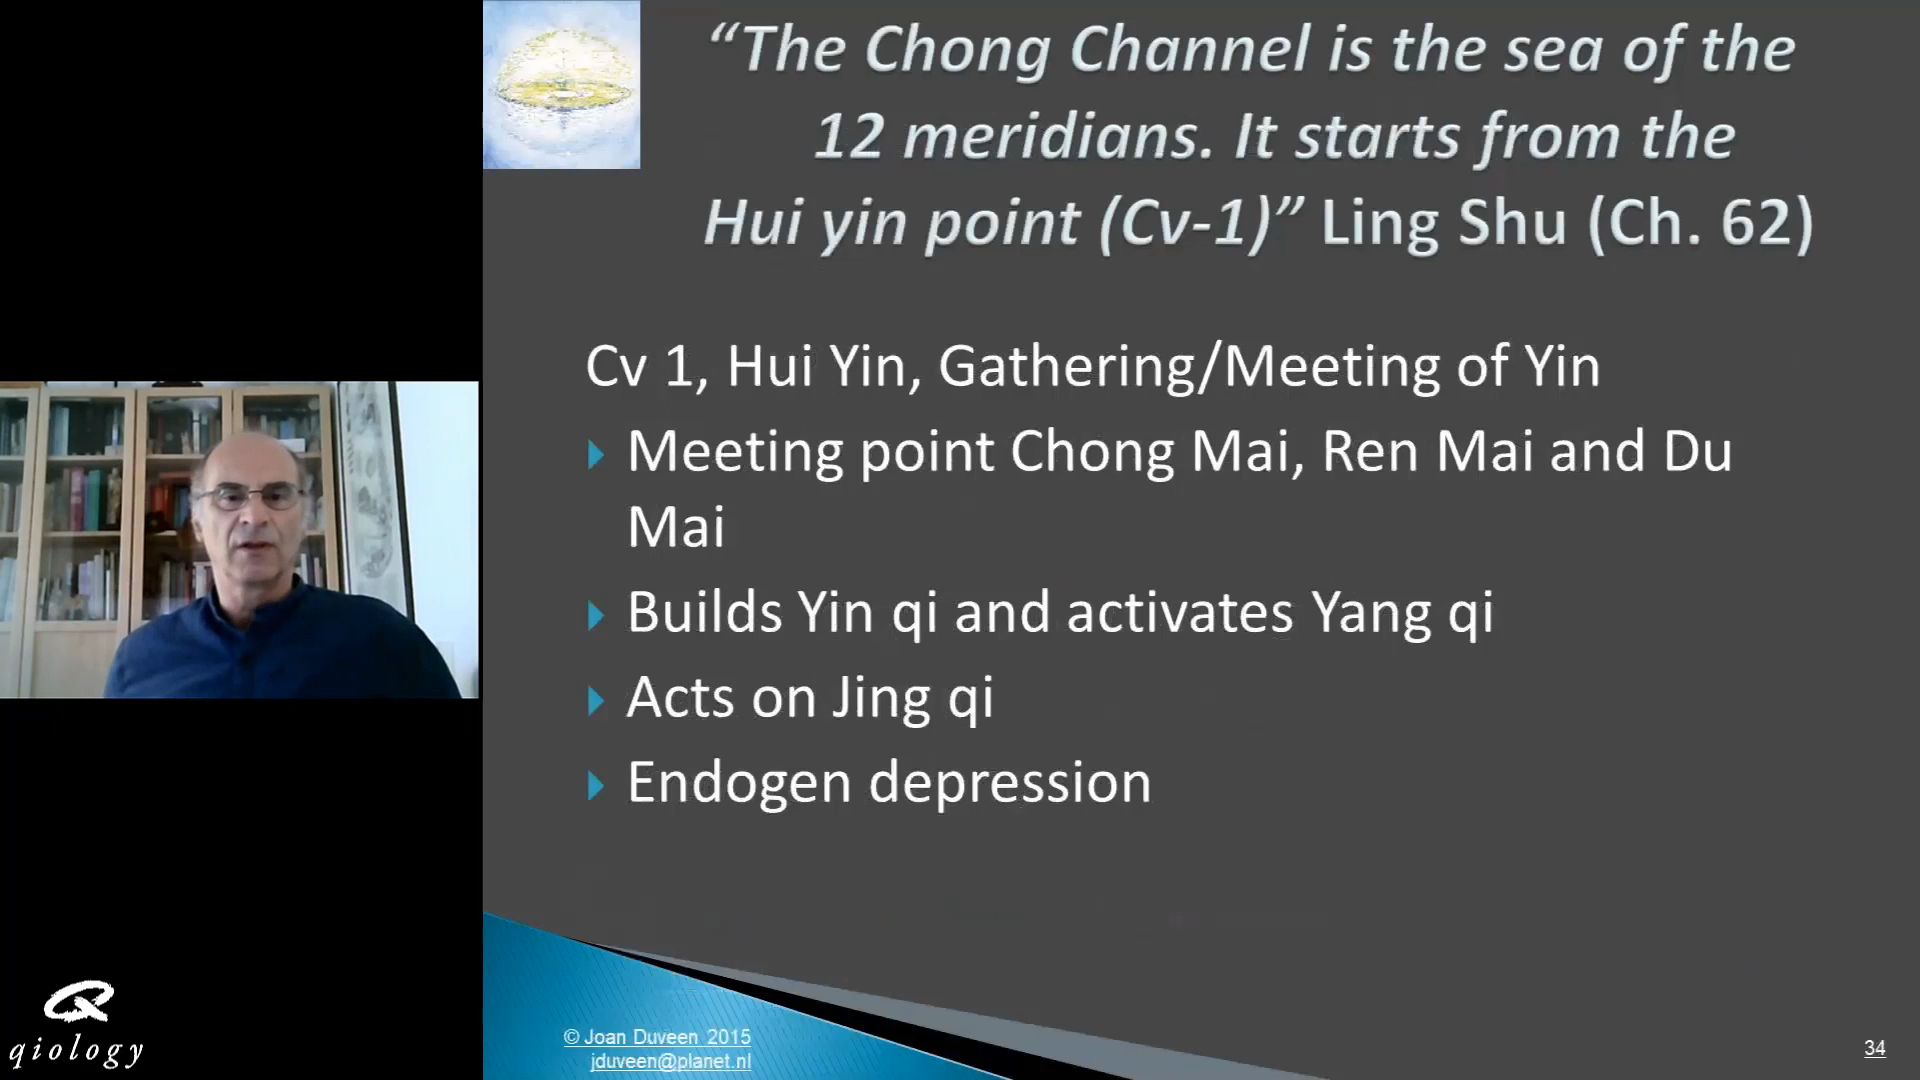 “The Chong Channel is the sea of the
12 meridians. It starts from the
Hui yin point (Cv-1)” Ling Shu (Ch. 62)
Cv 1, Hui Yin, Gathering/Meeting of Yin
Meeting point Chong Mai, Ren Mai and Du
Mai
Builds Yin qi and activates Yang qi
Acts on Jing qi
Endogen depression
qiology
© Joan Duveen 2015
jduveen@planet.nl
34